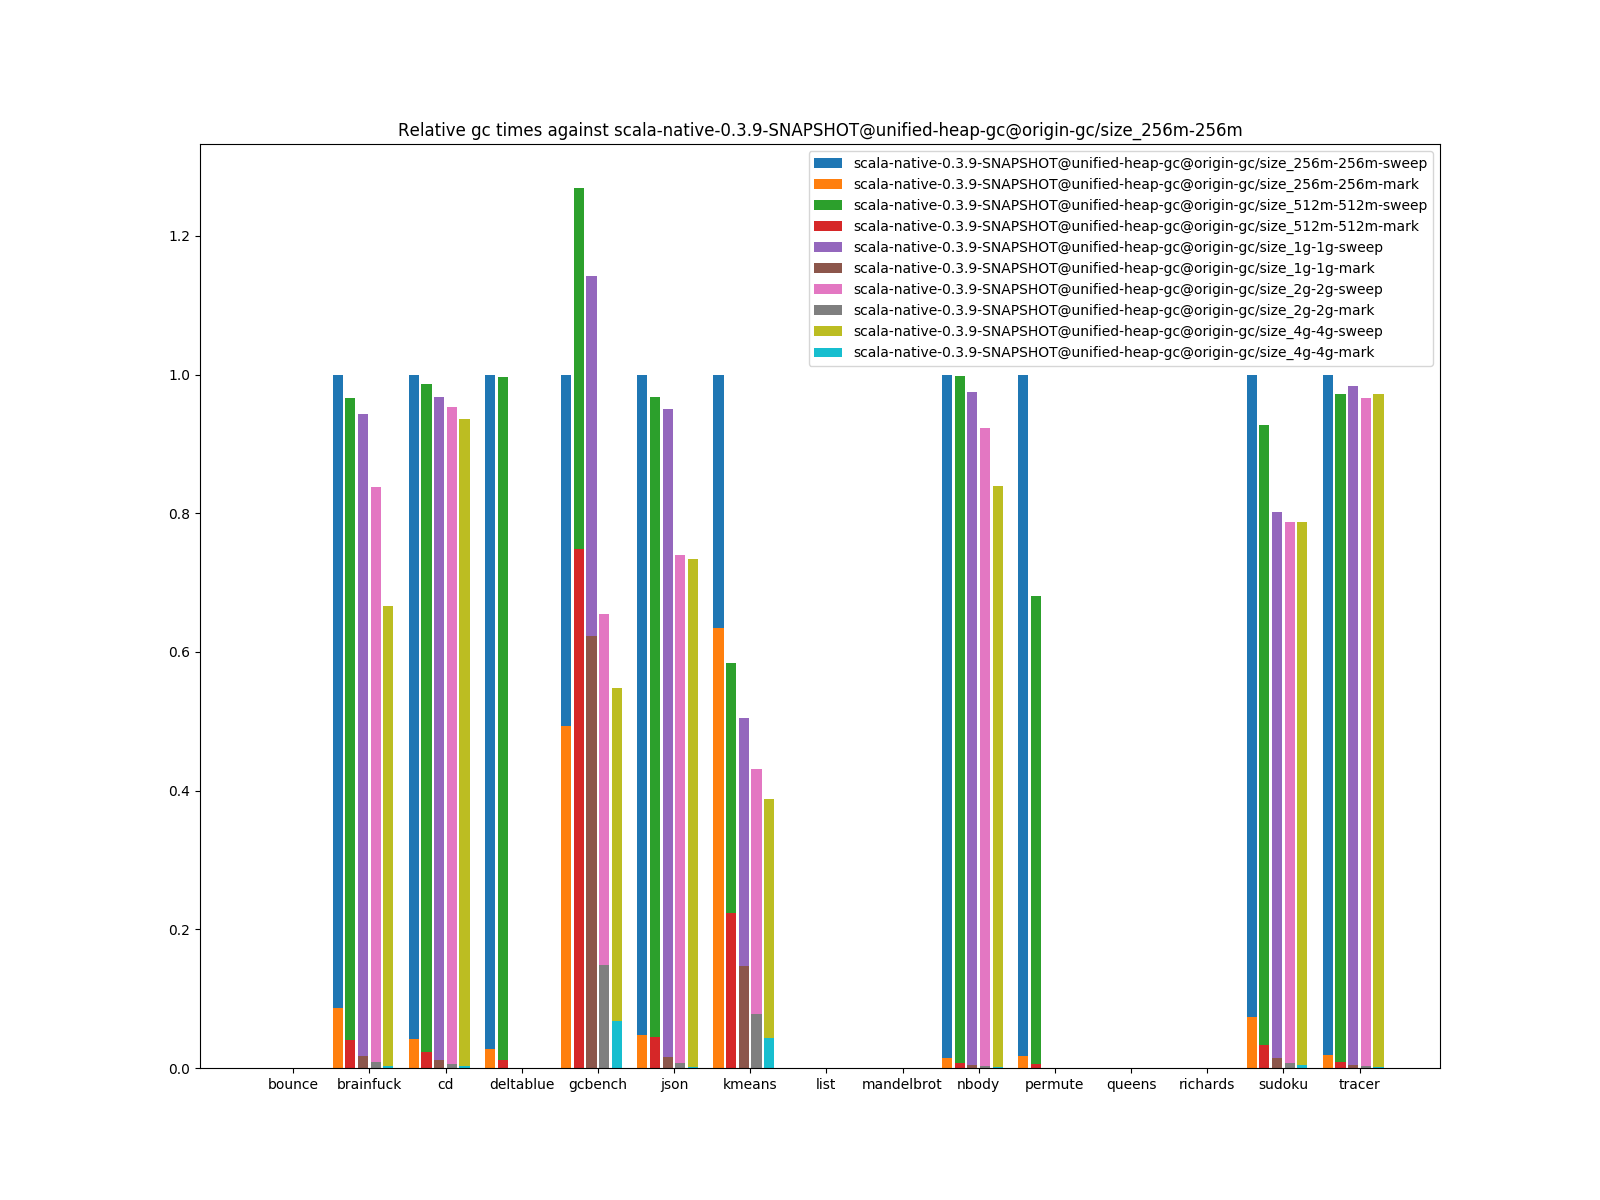 Relative gc times against scala-native-0.3.9-SNAPSHOT@unified-heap-gc@origin-gc/size_256m-256m
scala-native-0.3.9-SNAPSHOT@unified-heap-gc@origin-gc/size_256m-256m-sweep
scala-native-0.3.9-SNAPSHOT@unified-heap-gc@origin-gc/size_256m-256m-mark
scala-native-0.3.9-SNAPSHOT@unified-heap-gc@origin-gc/size_512m-512m-sweep
scala-native-0.3.9-SNAPSHOT@unified-heap-gc@origin-gc/size_512m-512m-mark
scala-native-0.3.9-SNAPSHOT@unified-heap-gc@origin-gc/size_1g-1g-sweep
scala-native-0.3.9-SNAPSHOT@unified-heap-gc@origin-gc/size_1g-1g-mark
scala-native-0.3.9-SNAPSHOT@unified-heap-gc@origin-gc/size_2g-2g-sweep
scala-native-0.3.9-SNAPSHOT@unified-heap-gc@origin-gc/size_2g-2g-mark
scala-native-0.3.9-SNAPSHOT@unified-heap-gc@origin-gc/size_4g-4g-sweep
scala-native-0.3.9-SNAPSHOT@unified-heap-gc@origin-gc/size_4g-4g-mark
1.2
1.0
0.8
0.6
0.4
0.2
0.0
bounce brainfuck cd deltablue gcbench json kmeans list mandelbrot nbody permute queens richards sudoku tracer